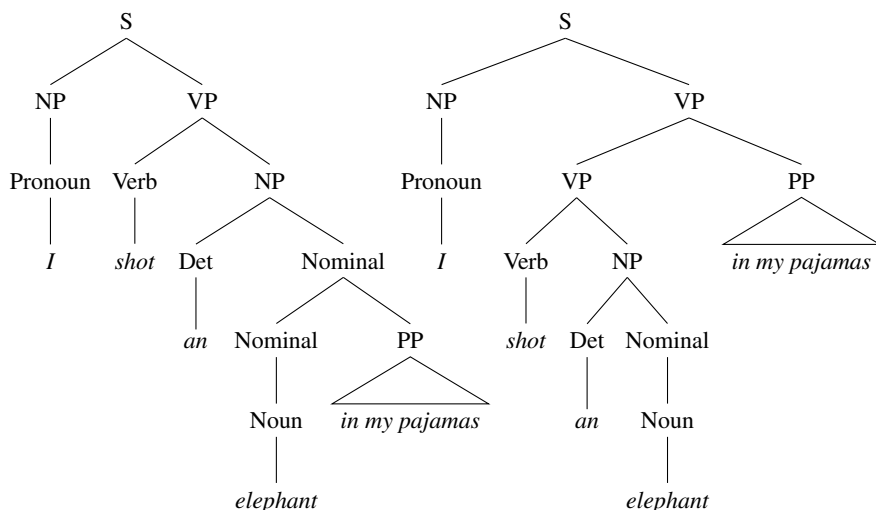 S S
NP VP NP VP
Pronoun Verb NP Pronoun VP PP
I shot Det Nominal I Verb NP in my pajamas
an Nominal PP shot Det Nominal
Noun in my pajamas an Noun
elephant elephant